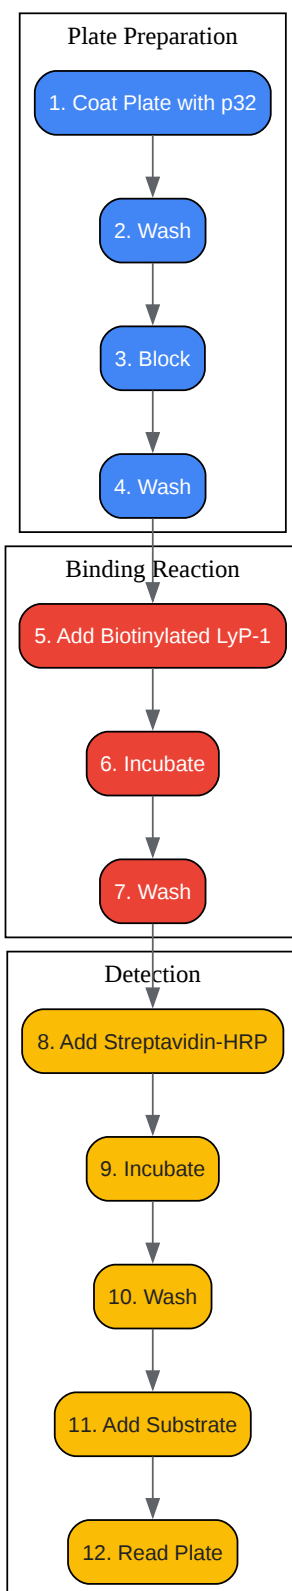 Plate Preparation
1. Coat Plate with p32
2. Wash
3. Block
4. Wash
Binding Reaction
5. Add Biotinylated LyP-1
6. Incubate
7. Wash
Detection
8. Add Streptavidin-HRP
9. Incubate
10. Wash
11. Add Substrate
12. Read Plate